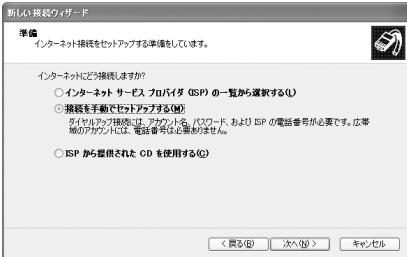 新しい接続ウィザード
準備
インターネット接続をセットアップする準備をしています。
インターネットにどう接続しますか?
インターネット サービス プロバイダ (ISP) の一覧から選択する(L)
接続を手動でセットアップする(M)
ダイヤルアップ接続には、アカウント名、パスワード、および ISP の電話番号が必要です。広帯
域のアカウントには、電話番号は必要ありません。
ISP から提供された CD を使用する(C)
< 戻る(B)
次へ(N) >
キャンセル